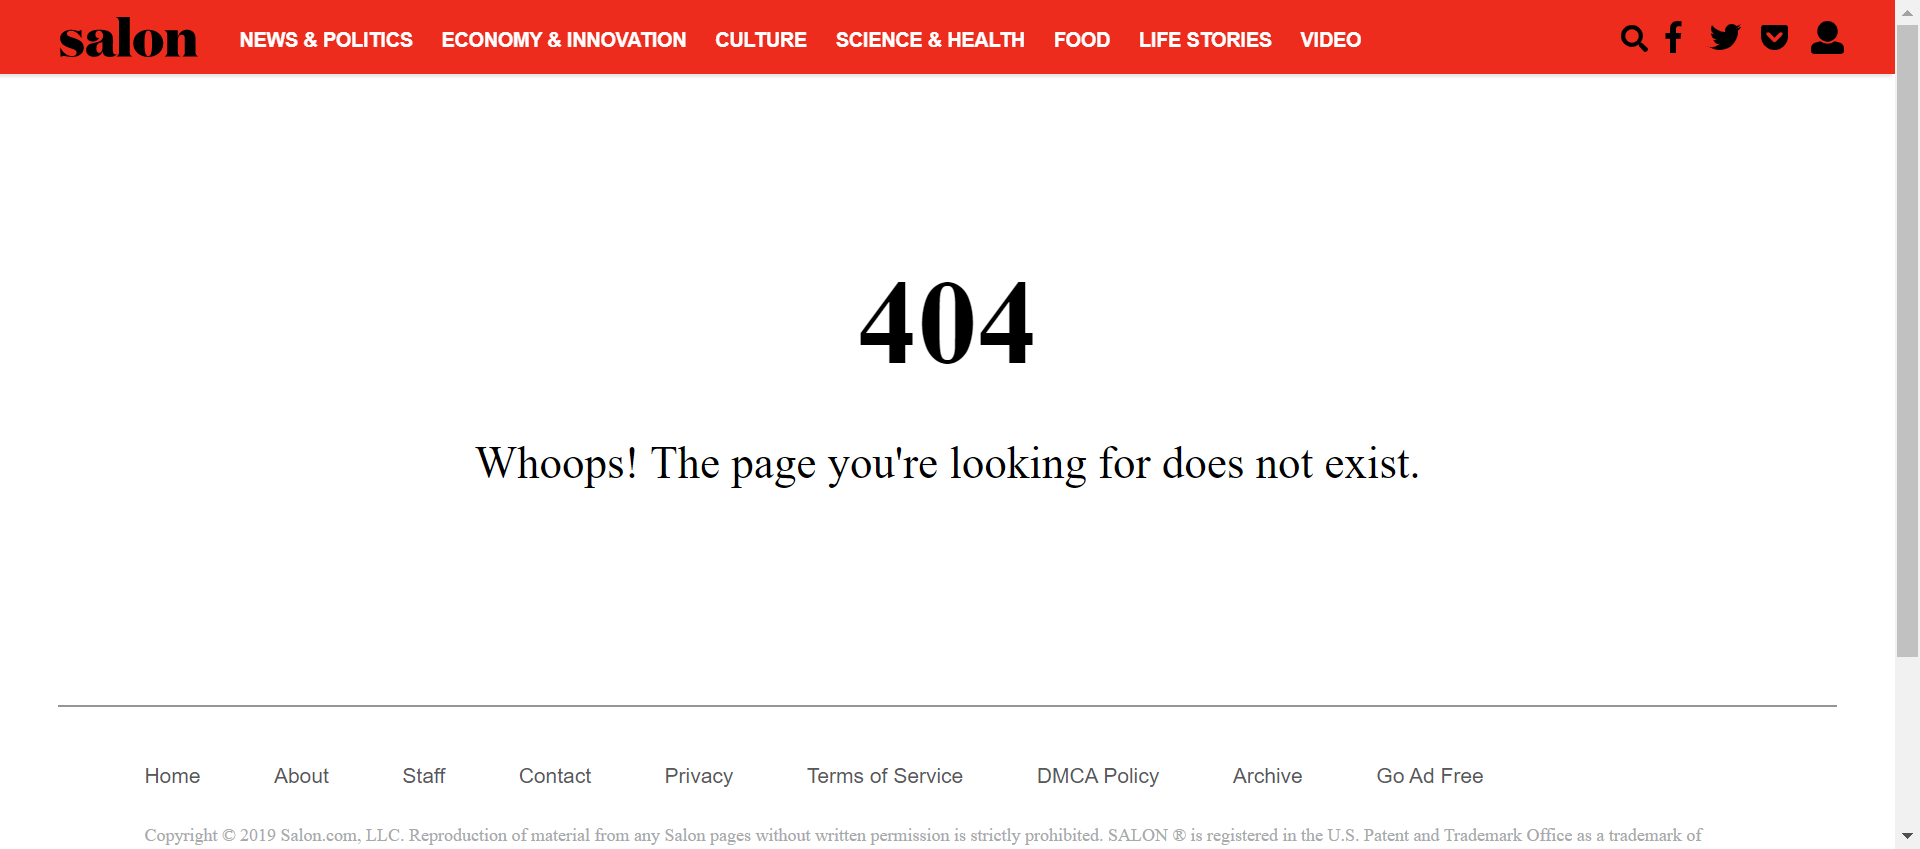 salon NEWS & POLITICS ECONOMY & INNOVATION CULTURE SCIENCE & HEALTH FOOD LIFE STORIES VIDEO
404
Whoops! The page you're looking for does not exist.
Home About Staff Contact Privacy Terms of Service DMCA Policy Archive Go Ad Free
Copyright © 2019 Salon.com, LLC. Reproduction of material from any Salon pages without written permission is strictly prohibited. SALON ® is registered in the U.S. Patent and Trademark Office as a trademark of